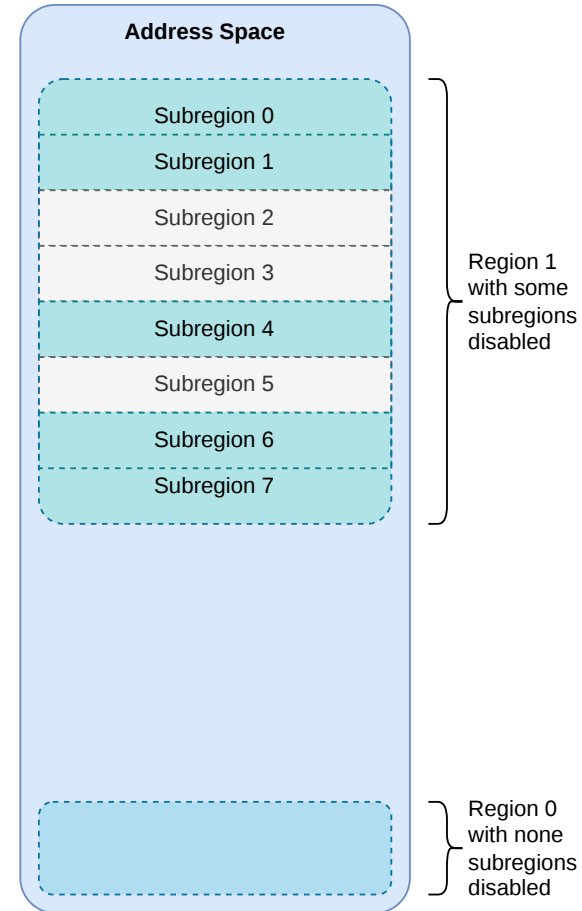 Address Space
Subregion 0
Subregion 1
Subregion 2
Subregion 3
Subregion 4
Subregion 5
Subregion 6
Subregion 7
Region 1
with some
subregions
disabled
Region 0
with none
subregions
disabled